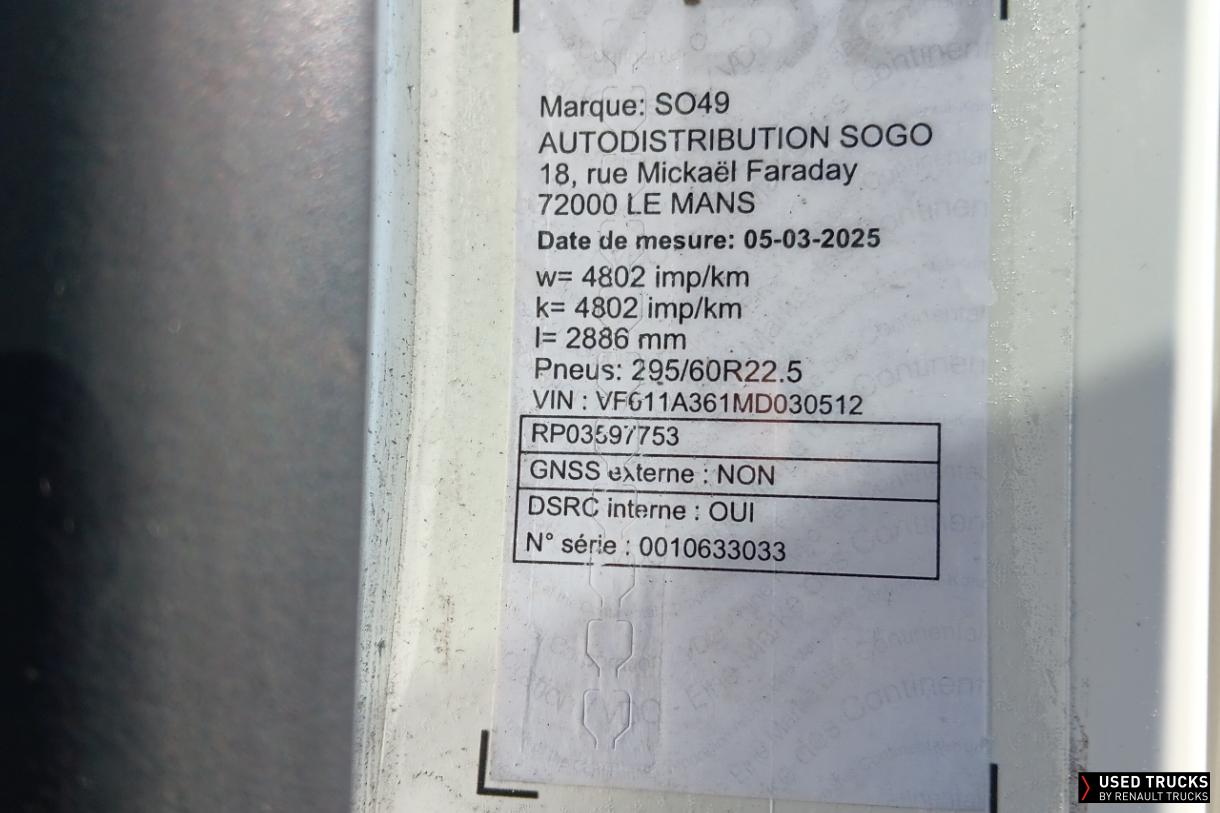 Marque: SO49
AUTODISTRIBUTION SOGO
18, rue Mickaël Faraday
72000 LE MANS
Date de mesure: 05-03-2025
w= 4802 imp/km
k= 4802 imp/km
l= 2886 mm
Pneus: 295/60R22.5
VIN : VF611A361MD030512
RP03597753
GNSS externe : NON
DSRC interne : OUI
N° série : 0010633033
Continental
USED TRUCKS
BY RENAULT TRUCKS